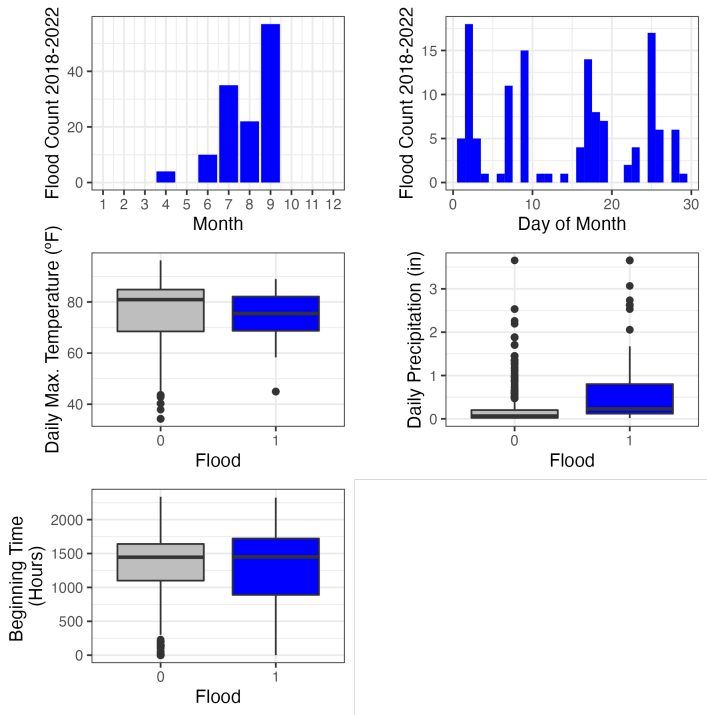 Flood Count 2018-2022
40
20
0
1 2 3 4 5 6 7 8 9 10 11 12
Month
Flood Count 2018-2022
15
10
5
0
0 10 20 30
Day of Month
Daily Max. Temperature (°F)
80
60
40
0 1
Flood
Daily Precipitation (in)
3
2
1
0
0 1
Flood
Beginning Time
(Hours)
2000
1500
1000
500
0
0 1
Flood